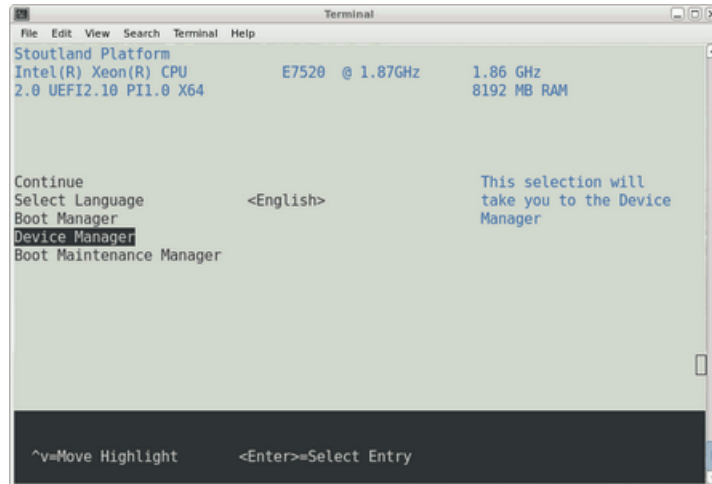 Terminal
File Edit View Search Terminal Help
Stoutland Platform
Intel(R) Xeon(R) CPU E7520 @ 1.87GHz 1.86 GHz
2.0 UEFI2.10 PI1.0 X64 8192 MB RAM
Continue This selection will
Select Language <English> take you to the Device
Boot Manager Manager
Device Manager
Boot Maintenance Manager
^v=Move Highlight <Enter>=Select Entry